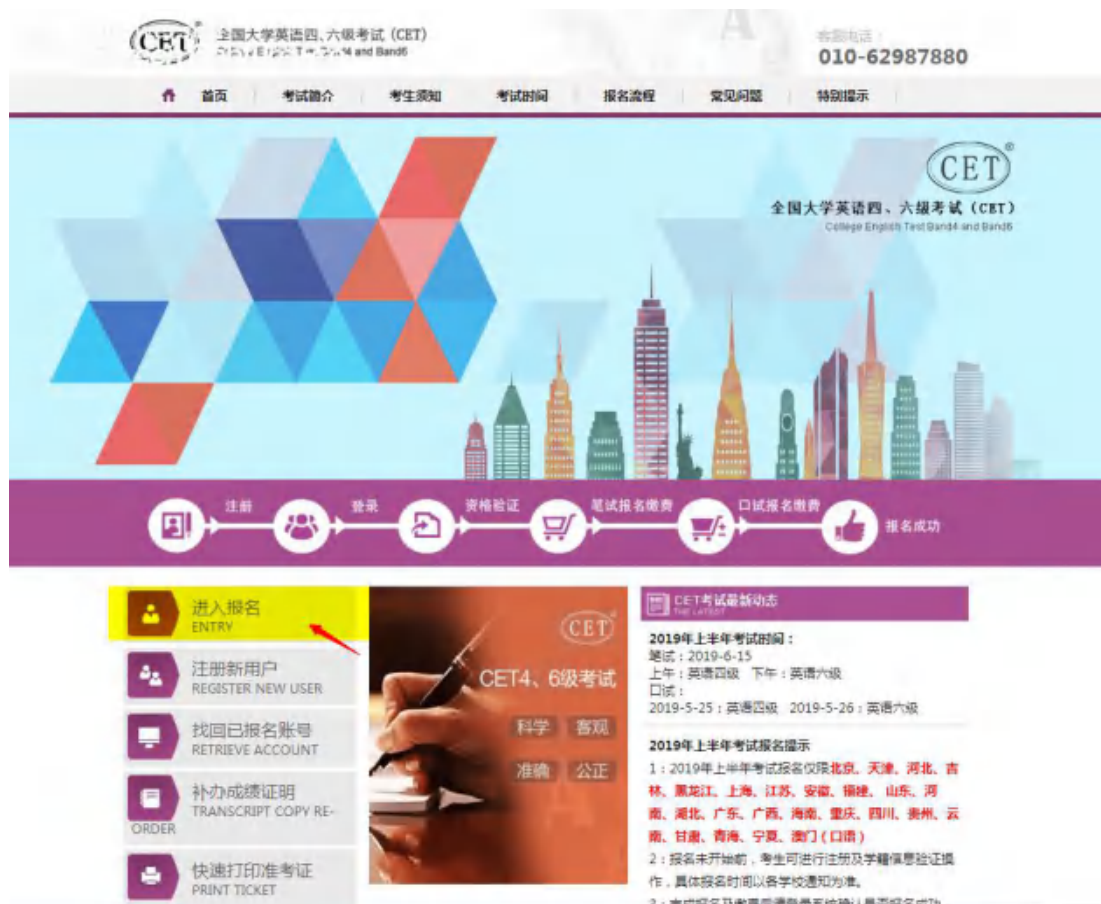 CET
全国大学英语四、六级考试 (CET)
and Band6
客服电话：
010-62987880
首页
考试简介
考生须知
考试时间
报名流程
常见问题
特别提示
CET
全国大学英语四、六级考试 (CET)
College English Test Band4 and Band6
注册
登录
资格验证
笔试报名缴费
口试报名缴费
报名成功
进入报名
ENTRY
注册新用户
REGISTER NEW USER
找回已报名账号
RETRIEVE ACCOUNT
补办成绩证明
TRANSCRIPT COPY RE-
ORDER
快速打印准考证
PRINT TICKET
CET
CET4、6级考试
科学 客观
准确 公正
CET考试最新动态
THE LATEST
2019年上半年考试时间：
笔试：2019-6-15
上午：英语四级 下午：英语六级
口试：
2019-5-25：英语四级 2019-5-26：英语六级
2019年上半年考试报名提示
1：2019年上半年考试报名仅限北京、天津、河北、吉
林、黑龙江、上海、江苏、安徽、福建、山东、河
南、湖北、广东、广西、海南、重庆、四川、贵州、云
南、甘肃、青海、宁夏、澳门（口语）
2：报名未开始前，考生可进行注册及学籍信息验证操
作，具体报名时间以各学校通知为准。